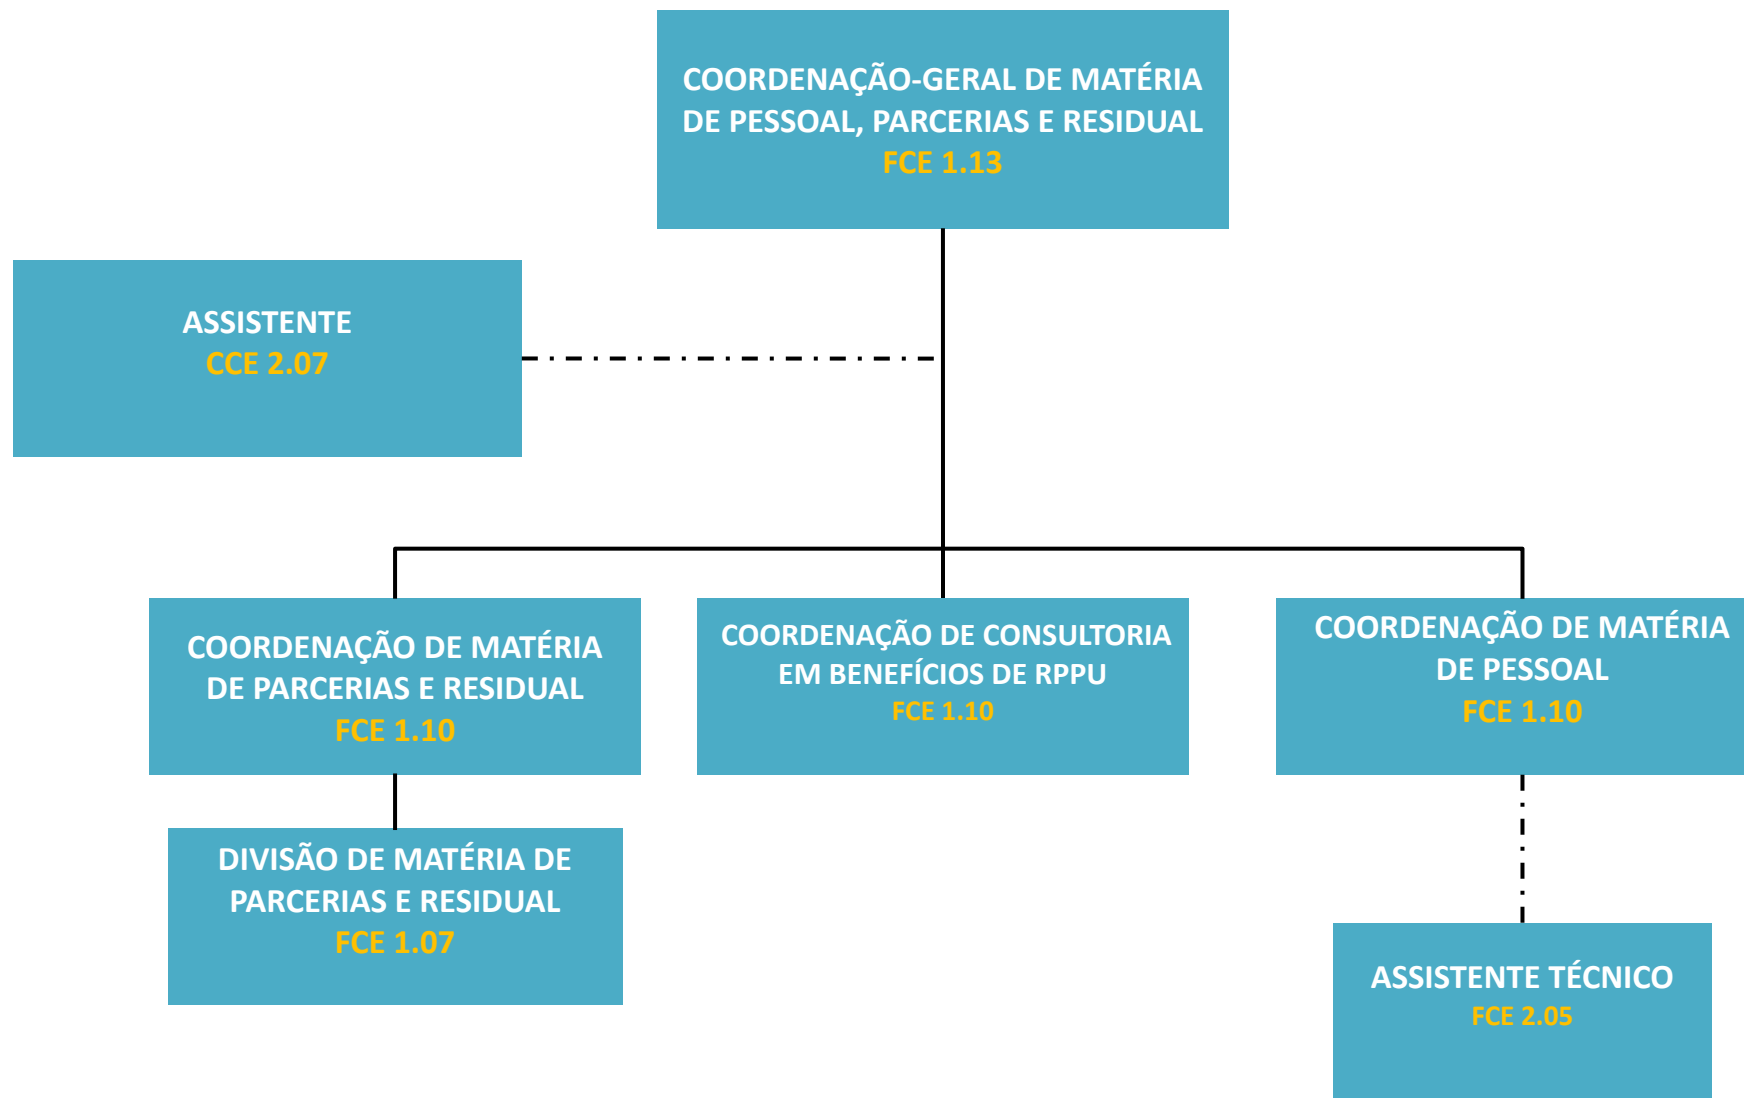 COORDENAÇÃO-GERAL DE MATÉRIA
DE PESSOAL, PARCERIAS E RESIDUAL
FCE 1.13
ASSISTENTE
CCE 2.07
COORDENAÇÃO DE MATÉRIA
DE PARCERIAS E RESIDUAL
FCE 1.10
COORDENAÇÃO DE CONSULTORIA
EM BENEFÍCIOS DE RPPU
FCE 1.10
COORDENAÇÃO DE MATÉRIA
DE PESSOAL
FCE 1.10
DIVISÃO DE MATÉRIA DE
PARCERIAS E RESIDUAL
FCE 1.07
ASSISTENTE TÉCNICO
FCE 2.05